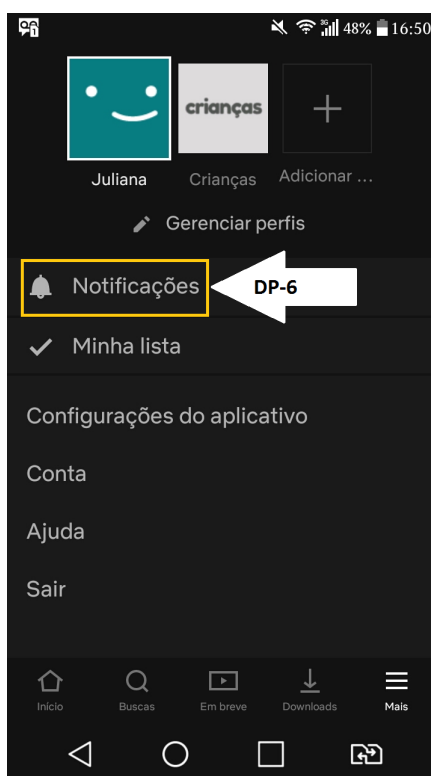 3G 48% 16:50
crianças
Juliana Crianças Adicionar ...
Gerenciar perfis
Notificações DP-6
Minha lista
Configurações do aplicativo
Conta
Ajuda
Sair
Início Buscas Em breve Downloads Mais